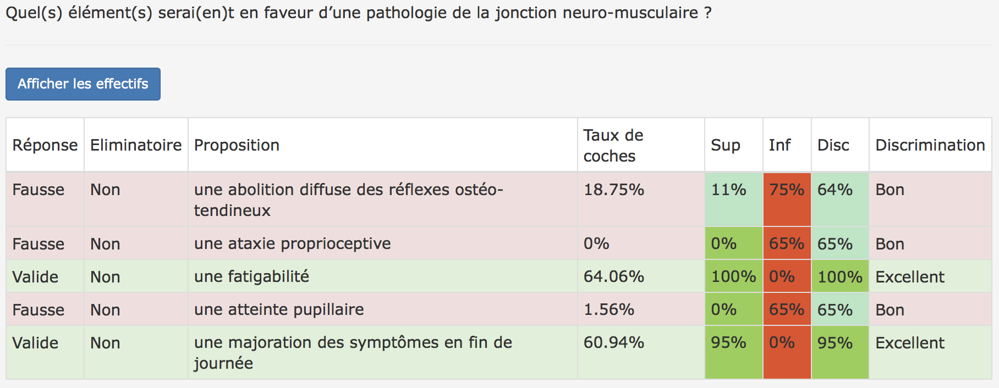 Quel(s) élément(s) serai(en)t en faveur d’une pathologie de la jonction neuro-musculaire ?
Afficher les effectifs
Réponse Eliminatoire Proposition Taux de coches Sup Inf Disc Discrimination
Fausse Non une abolition diffuse des réflexes ostéo- 18.75% 11% 75% 64% Bon
tendineux
Fausse Non une ataxie proprioceptive 0% 0% 65% 65% Bon
Valide Non une fatigabilité 64.06% 100% 0% 100% Excellent
Fausse Non une atteinte pupillaire 1.56% 0% 65% 65% Bon
Valide Non une majoration des symptômes en fin de 60.94% 95% 0% 95% Excellent
journée